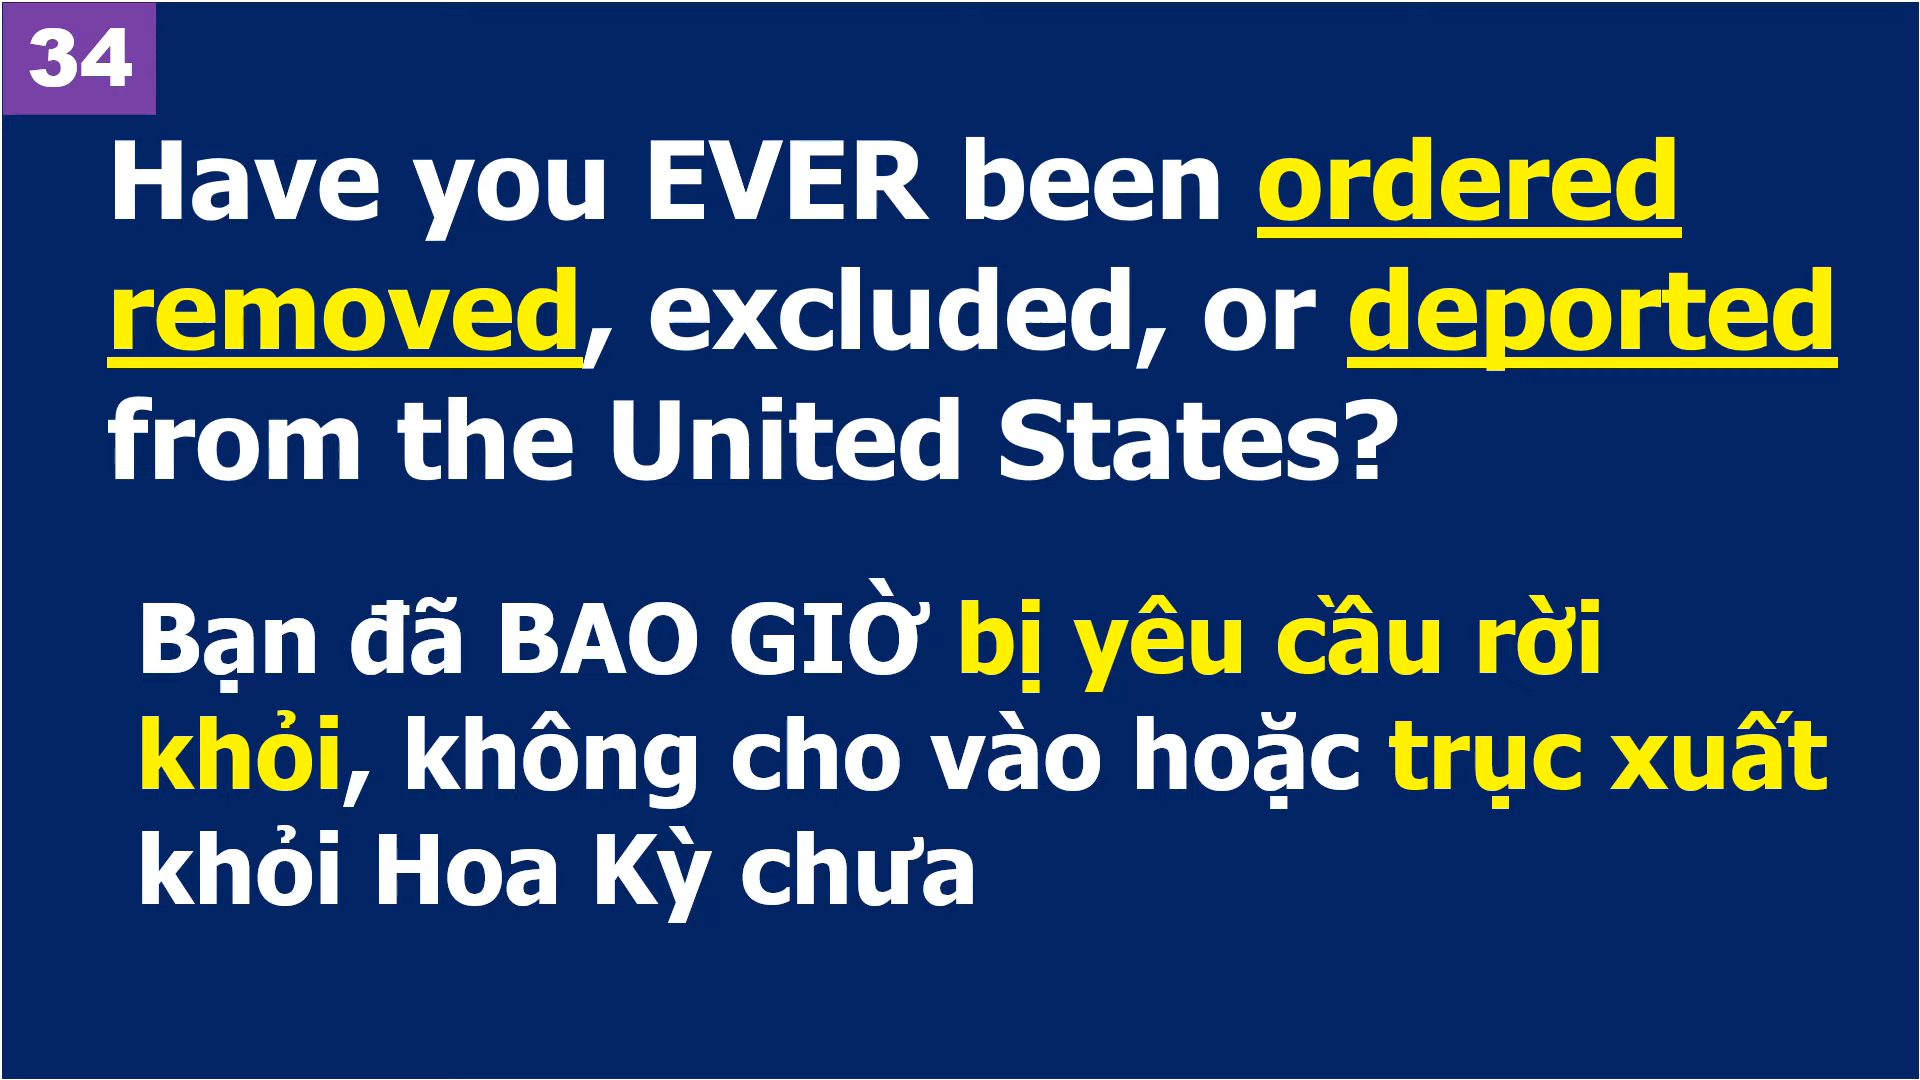 34
Have you EVER been ordered
removed, excluded, or deported
from the United States?
Bạn đã BAO GIỜ bị yêu cầu rời
khỏi, không cho vào hoặc trục xuất
khỏi Hoa Kỳ chưa